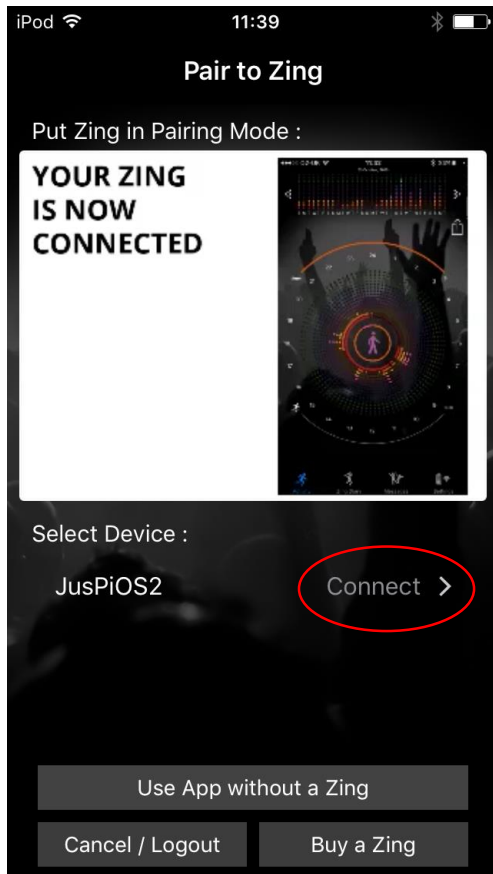 iPod 11:39
Pair to Zing
Put Zing in Pairing Mode :
YOUR ZING
IS NOW
CONNECTED
Select Device :
JusPiOS2 Connect
Use App without a Zing
Cancel / Logout Buy a Zing